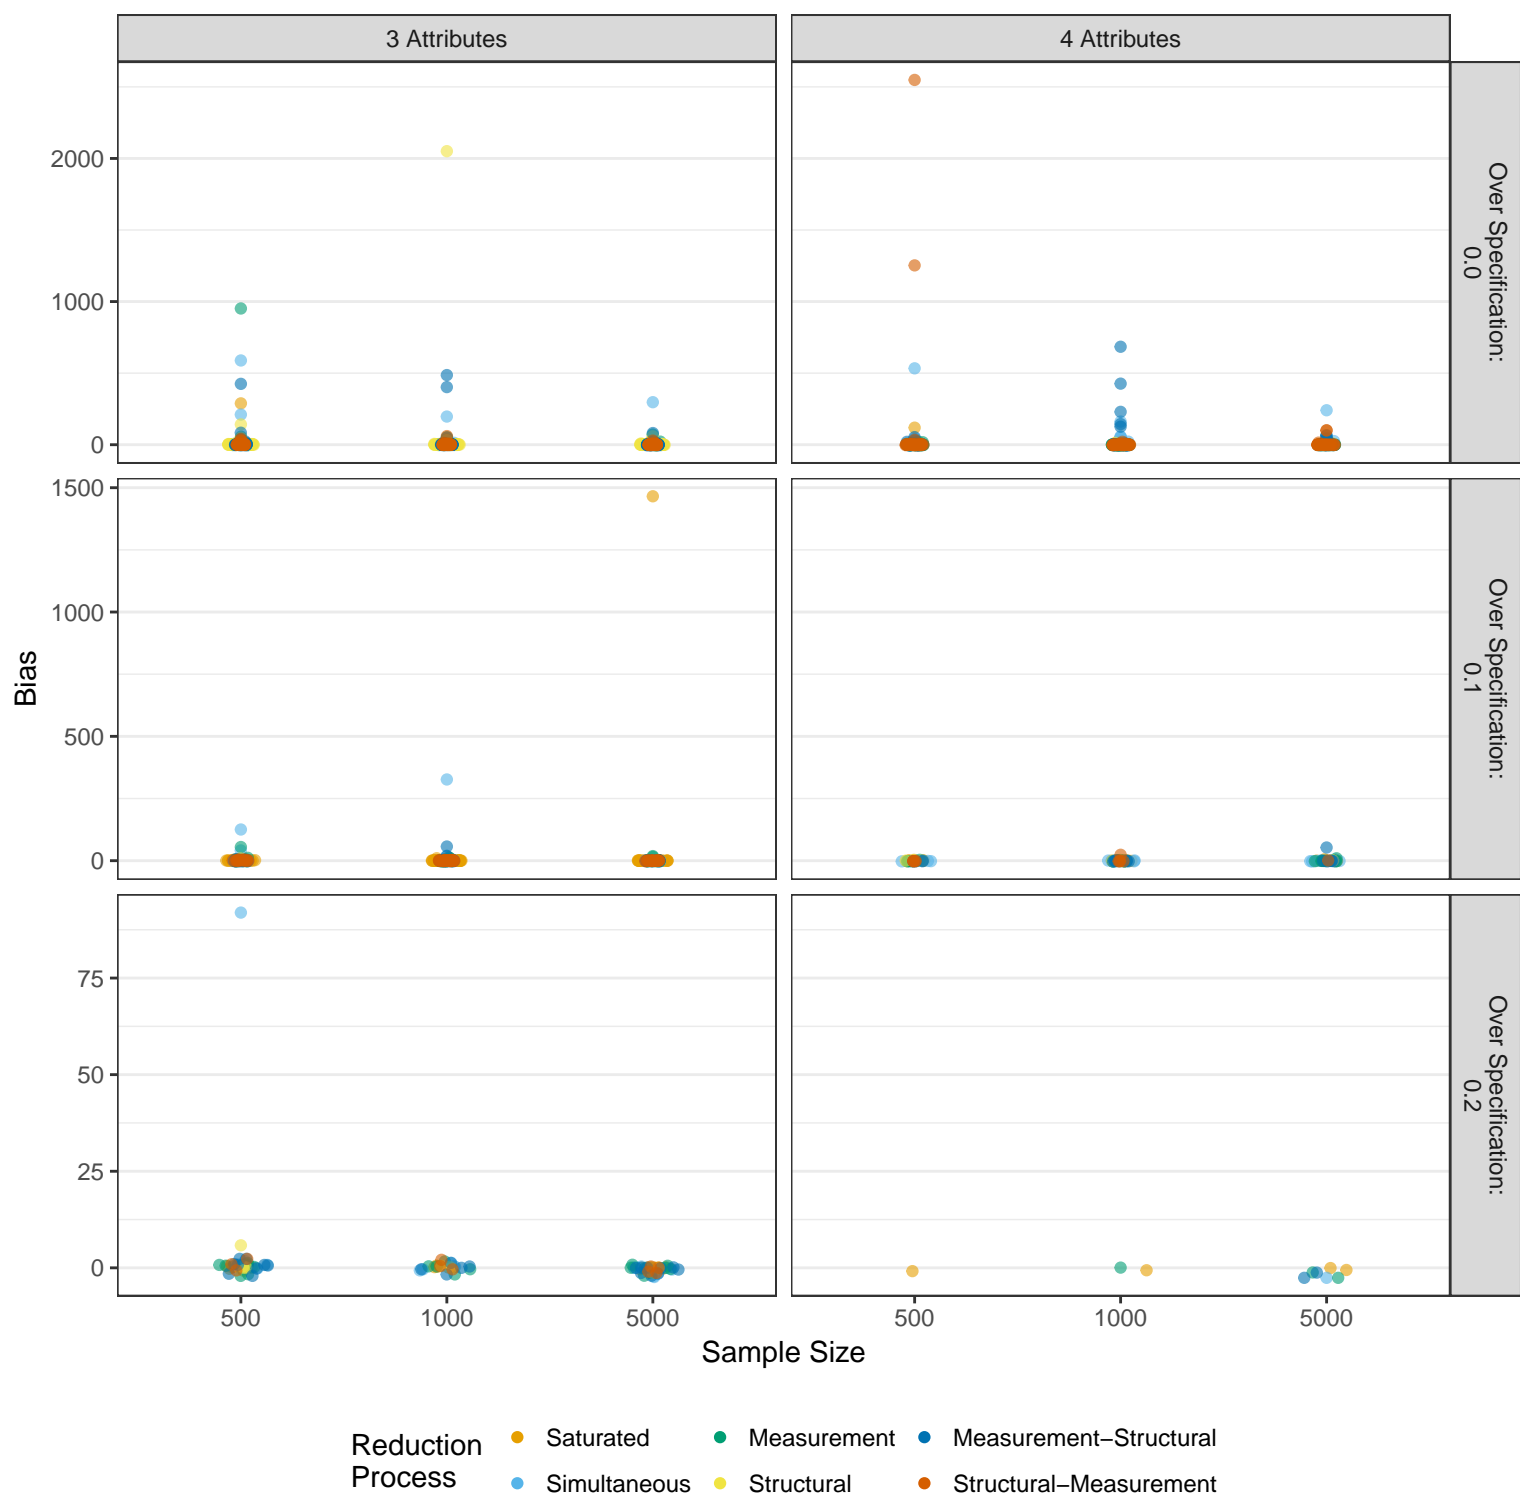 3 Attributes
4 Attributes
2000
1000
0
Over Specification:
0.0
1500
1000
500
0
Over Specification:
0.1
75
50
25
0
Over Specification:
0.2
Bias
500
1000
5000
500
1000
5000
Sample Size
Reduction
Process
Saturated
Measurement
Measurement−Structural
Simultaneous
Structural
Structural−Measurement